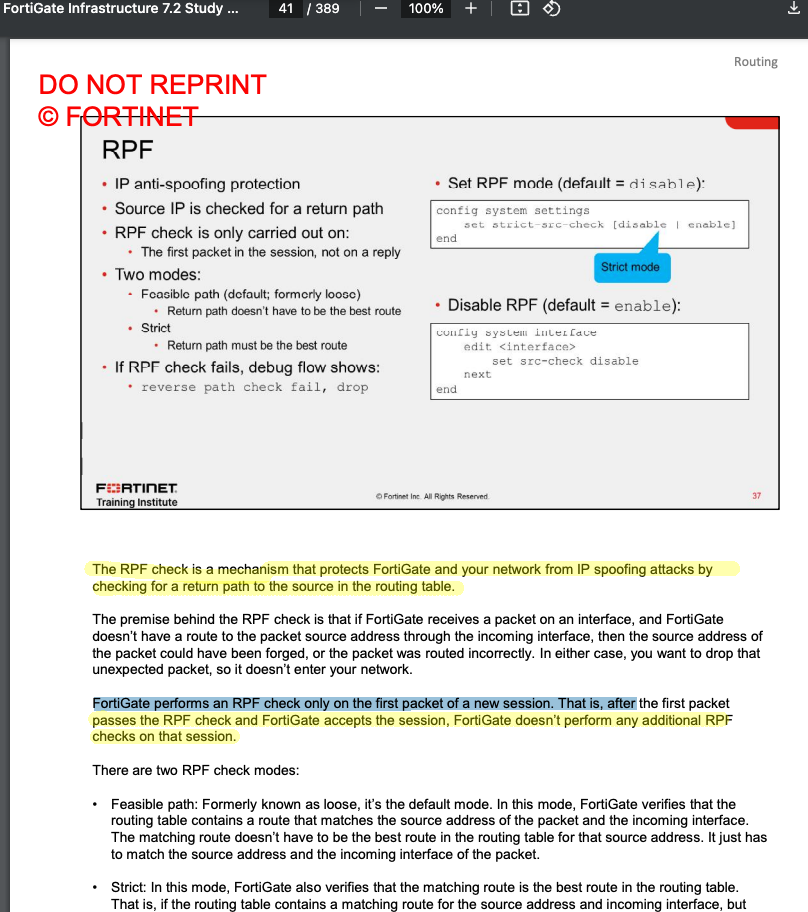 FortiGate Infrastructure 7.2 Study ...
41 / 389
100%
Routing
DO NOT REPRINT
© FORTINET
RPF
• IP anti-spoofing protection
• Source IP is checked for a return path
• RPF check is only carried out on:
• The first packet in the session, not on a reply
• Two modes:
• Feasible path (default; formerly loose)
• Return path doesn't have to be the best route
• Strict
• Return path must be the best route
• If RPF check fails, debug flow shows:
• reverse path check fail, drop
• Set RPF mode (default = disable):
config system settings
set strict-src-check [disable | enable]
end
Strict mode
• Disable RPF (default = enable):
config system interface
edit <interface>
set src-check disable
next
end
FORTINET
Training Institute
© Fortinet Inc. All Rights Reserved.
37
The RPF check is a mechanism that protects FortiGate and your network from IP spoofing attacks by
checking for a return path to the source in the routing table.
The premise behind the RPF check is that if FortiGate receives a packet on an interface, and FortiGate
doesn't have a route to the packet source address through the incoming interface, then the source address of
the packet could have been forged, or the packet was routed incorrectly. In either case, you want to drop that
unexpected packet, so it doesn't enter your network.
FortiGate performs an RPF check only on the first packet of a new session. That is, after the first packet
passes the RPF check and FortiGate accepts the session, FortiGate doesn't perform any additional RPF
checks on that session.
There are two RPF check modes:
• Feasible path: Formerly known as loose, it's the default mode. In this mode, FortiGate verifies that the
routing table contains a route that matches the source address of the packet and the incoming interface.
The matching route doesn't have to be the best route in the routing table for that source address. It just has
to match the source address and the incoming interface of the packet.
• Strict: In this mode, FortiGate also verifies that the matching route is the best route in the routing table.
That is, if the routing table contains a matching route for the source address and incoming interface, but